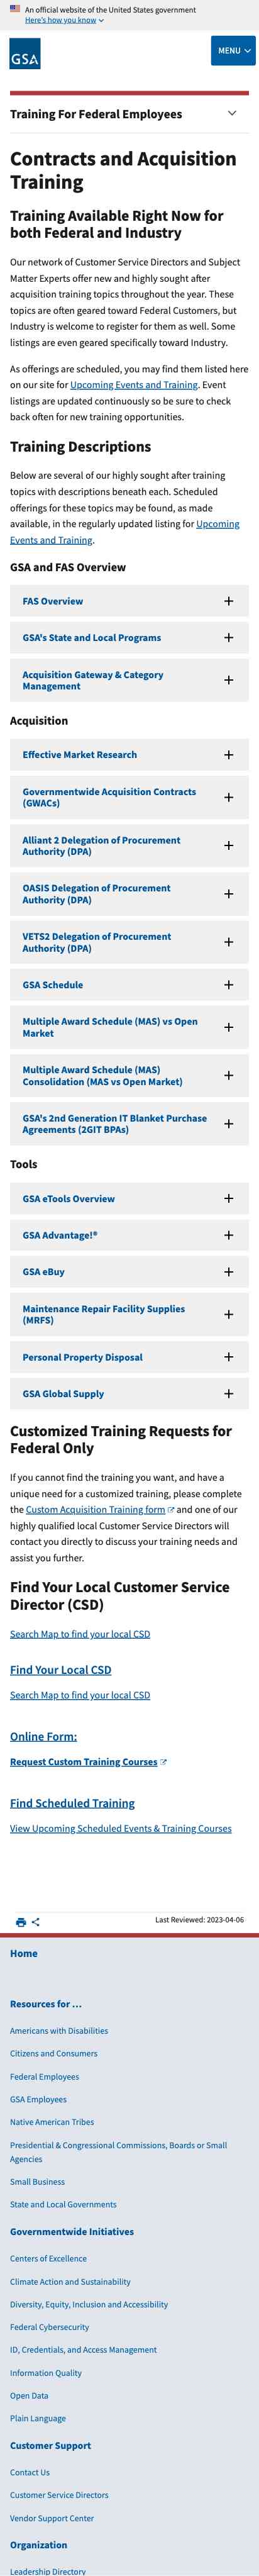 An official website of the United States government
Here's how you know
GSA
MENU
Training For Federal Employees
Contracts and Acquisition
Training
Training Available Right Now for
both Federal and Industry
Our network of Customer Service Directors and Subject
Matter Experts offer new and highly sought after
acquisition training topics throughout the year. These
topics are often geared toward Federal Customers, but
Industry is welcome to register for them as well. Some
listings are even geared specifically toward Industry.
As offerings are scheduled, you may find them listed here
on our site for Upcoming Events and Training. Event
listings are updated continuously so be sure to check
back often for new training opportunities.
Training Descriptions
Below are several of our highly sought after training
topics with descriptions beneath each. Scheduled
offerings for these topics may be found, as made
available, in the regularly updated listing for Upcoming
Events and Training.
GSA and FAS Overview
FAS Overview
GSA's State and Local Programs
Acquisition Gateway & Category
Management
Acquisition
Effective Market Research
Governmentwide Acquisition Contracts
(GWACs)
Alliant 2 Delegation of Procurement
Authority (DPA)
OASIS Delegation of Procurement
Authority (DPA)
VETS2 Delegation of Procurement
Authority (DPA)
GSA Schedule
Multiple Award Schedule (MAS) vs Open
Market
Multiple Award Schedule (MAS)
Consolidation (MAS vs Open Market)
GSA's 2nd Generation IT Blanket Purchase
Agreements (2GIT BPAs)
Tools
GSA eTools Overview
GSA Advantage!®
GSA eBuy
Maintenance Repair Facility Supplies
(MRFS)
Personal Property Disposal
GSA Global Supply
Customized Training Requests for
Federal Only
If you cannot find the training you want, and have a
unique need for a customized training, please complete
the Custom Acquisition Training form and one of our
highly qualified local Customer Service Directors will
contact you directly to discuss your training needs and
assist you further.
Find Your Local Customer Service
Director (CSD)
Search Map to find your local CSD
Find Your Local CSD
Search Map to find your local CSD
Online Form:
Request Custom Training Courses
Find Scheduled Training
View Upcoming Scheduled Events & Training Courses
Last Reviewed: 2023-04-06
Home
Resources for …
Americans with Disabilities
Citizens and Consumers
Federal Employees
GSA Employees
Native American Tribes
Presidential & Congressional Commissions, Boards or Small
Agencies
Small Business
State and Local Governments
Governmentwide Initiatives
Centers of Excellence
Climate Action and Sustainability
Diversity, Equity, Inclusion and Accessibility
Federal Cybersecurity
ID, Credentials, and Access Management
Information Quality
Open Data
Plain Language
Customer Support
Contact Us
Customer Service Directors
Vendor Support Center
Organization
Leadership Directory